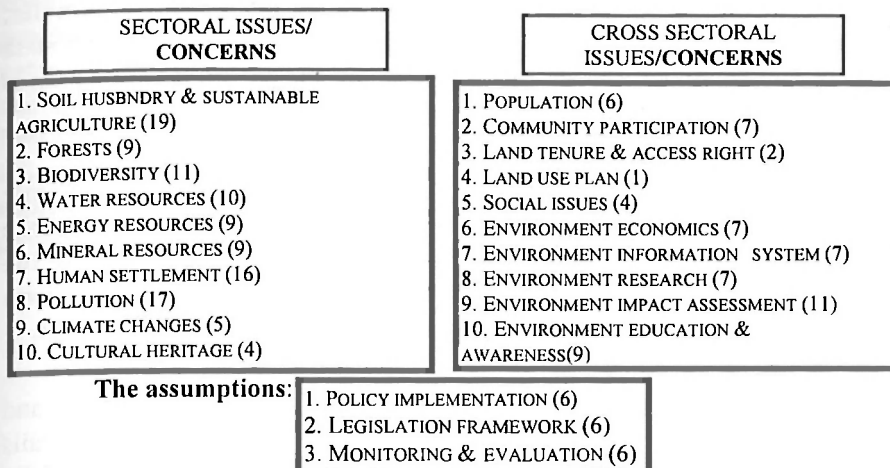 SECTORAL ISSUES/
CONCERNS
1. SOIL HUSBNDRY & SUSTAINABLE
AGRICULTURE (19)
2. FORESTS (9)
3. BIODIVERSITY (11)
4. WATER RESOURCES (10)
5. ENERGY RESOURCES (9)
6. MINERAL RESOURCES (9)
7. HUMAN SETTLEMENT (16)
8. POLLUTION (17)
9. CLIMATE CHANGES (5)
10. CULTURAL HERITAGE (4)
CROSS SECTORAL
ISSUES/CONCERNS
1. POPULATION (6)
2. COMMUNITY PARTICIPATION (7)
3. LAND TENURE & ACCESS RIGHT (2)
4. LAND USE PLAN (1)
5. SOCIAL ISSUES (4)
6. ENVIRONMENT ECONOMICS (7)
7. ENVIRONMENT INFORMATION SYSTEM (7)
8. ENVIRONMENT RESEARCH (7)
9. ENVIRONMENT IMPACT ASSESSMENT (11)
10. ENVIRONMENT EDUCATION &
AWARENESS(9)
The assumptions:
1. POLICY IMPLEMENTATION (6)
2. LEGISLATION FRAMEWORK (6)
3. MONITORING & EVALUATION (6)